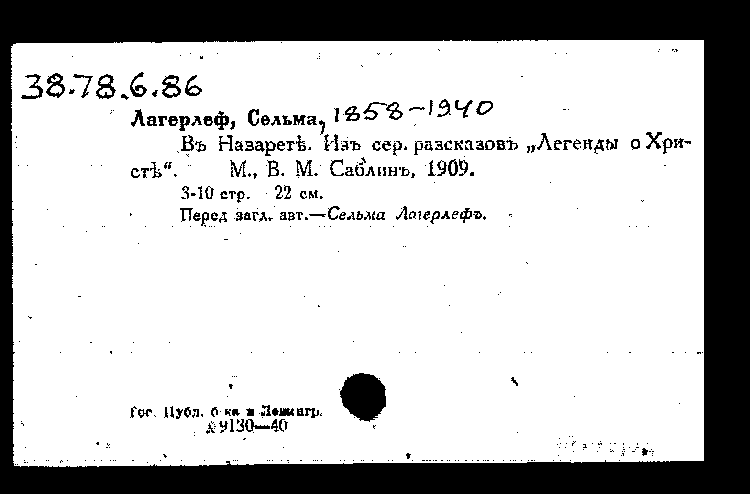 38.78.6.86
Лагерлеф, Сельма, 1858-1940
Въ Назаретѣ. Изъ сер. разсказовъ „Легенды о Хри-
стѣ“. М., В. М. Саблинъ, 1909.
3-10 стр. 22 см.
Перед загл. авт.—Сельма Лагерлефъ.
Гос. Публ. б-ка в Ленингр.
№ 9130—40